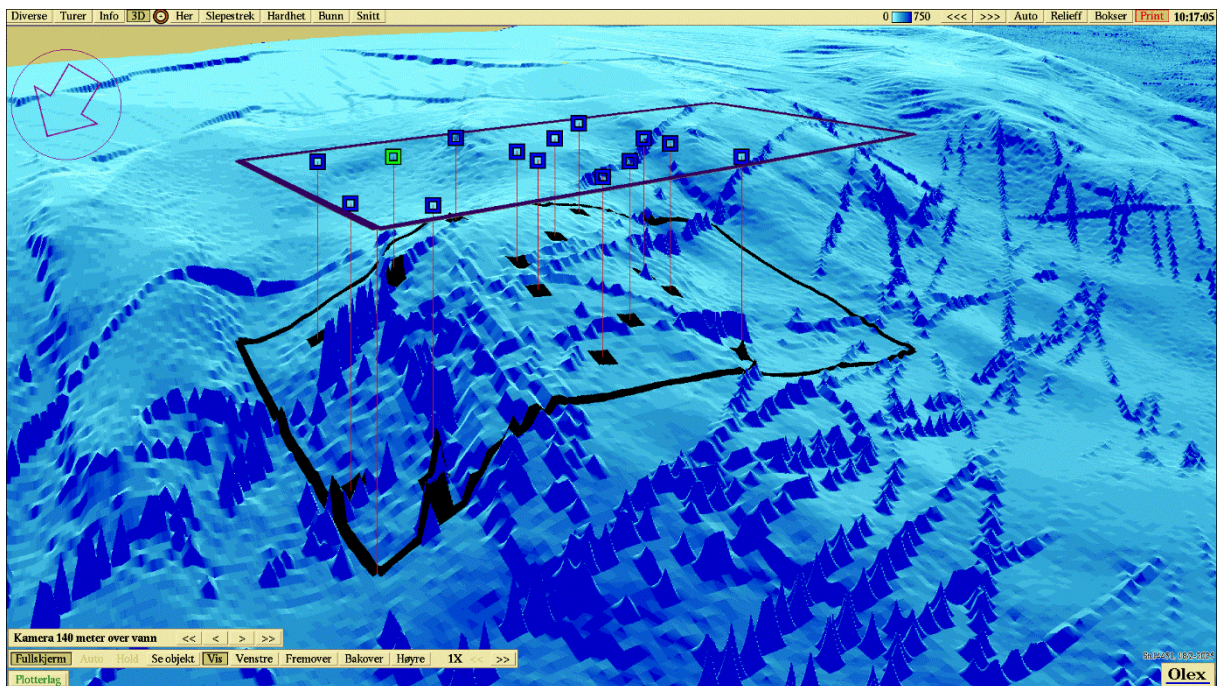 Diverse Turer Info 3D Her Slepestrek Hardhet Bunn Snitt 0 750 <<< >>> Auto Relieff Bokser Print 10:17:05
Kamera 140 meter over vann << < > >>
Fullskjerm Auto Hold Se objekt Vis Venstre Fremover Bakover Høyre 1X << >>
Plotterlag
Olex